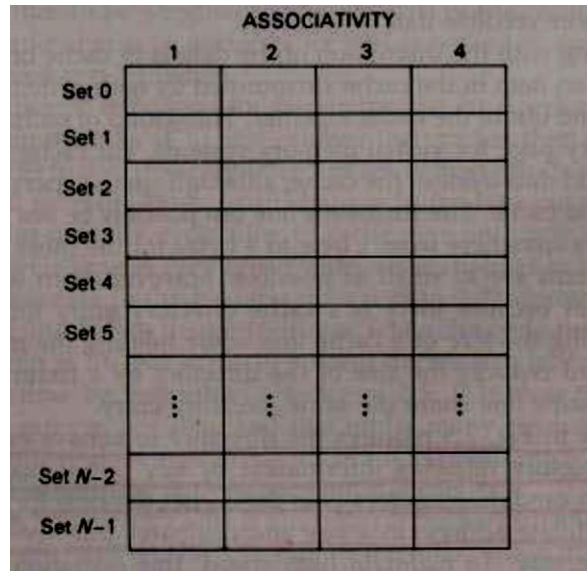 ASSOCIATIVITY
1 2 3 4
Set 0
Set 1
Set 2
Set 3
Set 4
Set 5
⋮ ⋮ ⋮ ⋮
Set N-2
Set N-1